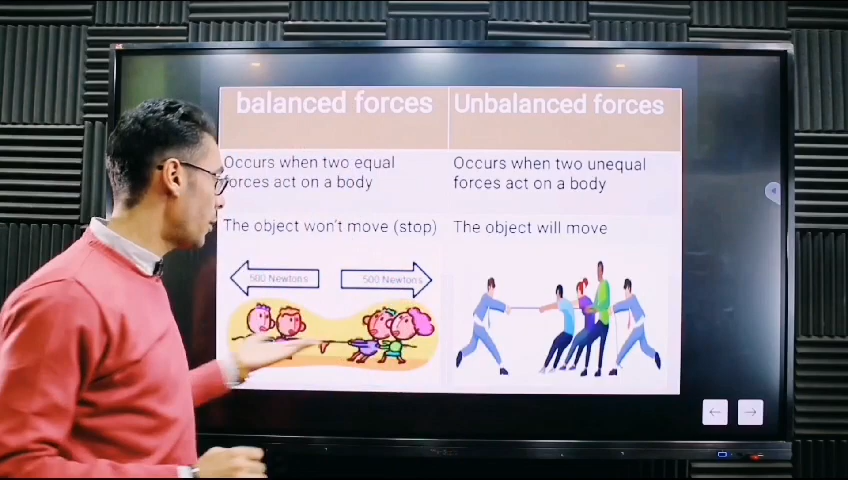 balanced forces
Unbalanced forces
Occurs when two equal
forces act on a body
Occurs when two unequal
forces act on a body
The object won't move (stop)
The object will move
500 Newtons
500 Newtons